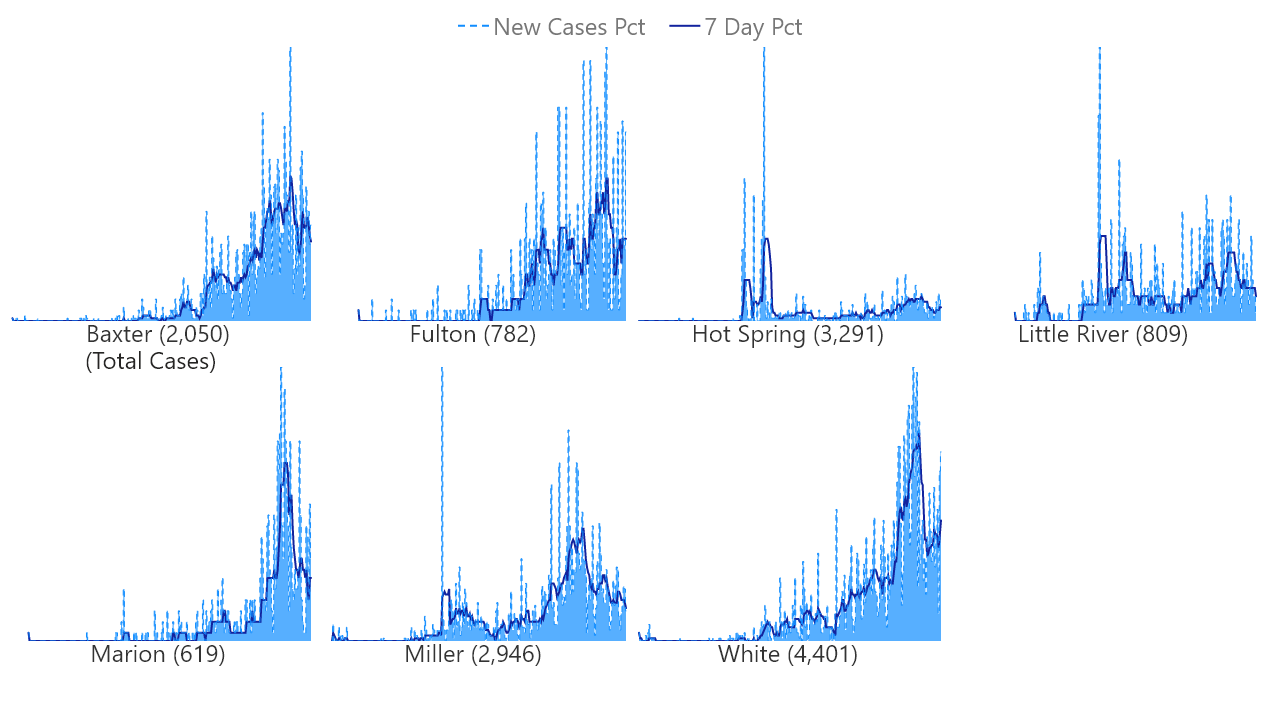 New Cases Pct 7 Day Pct
Baxter (2,050) Fulton (782) Hot Spring (3,291) Little River (809)
(Total Cases)
Marion (619) Miller (2,946) White (4,401)